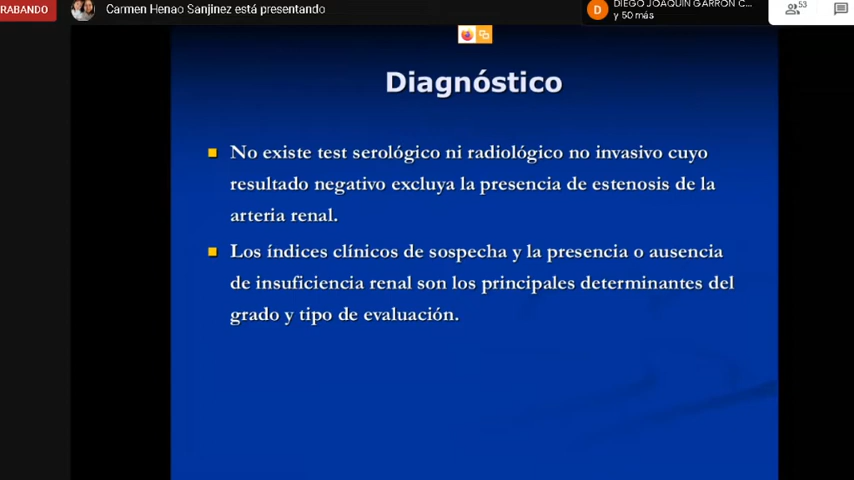 RABANDO
Carmen Henao Sanjinez está presentando
D
DIEGO JOAQUIN GARRON C...
y 50 más
53
Diagnóstico
No existe test serológico ni radiológico no invasivo cuyo
resultado negativo excluya la presencia de estenosis de la
arteria renal.
Los índices clínicos de sospecha y la presencia o ausencia
de insuficiencia renal son los principales determinantes del
grado y tipo de evaluación.